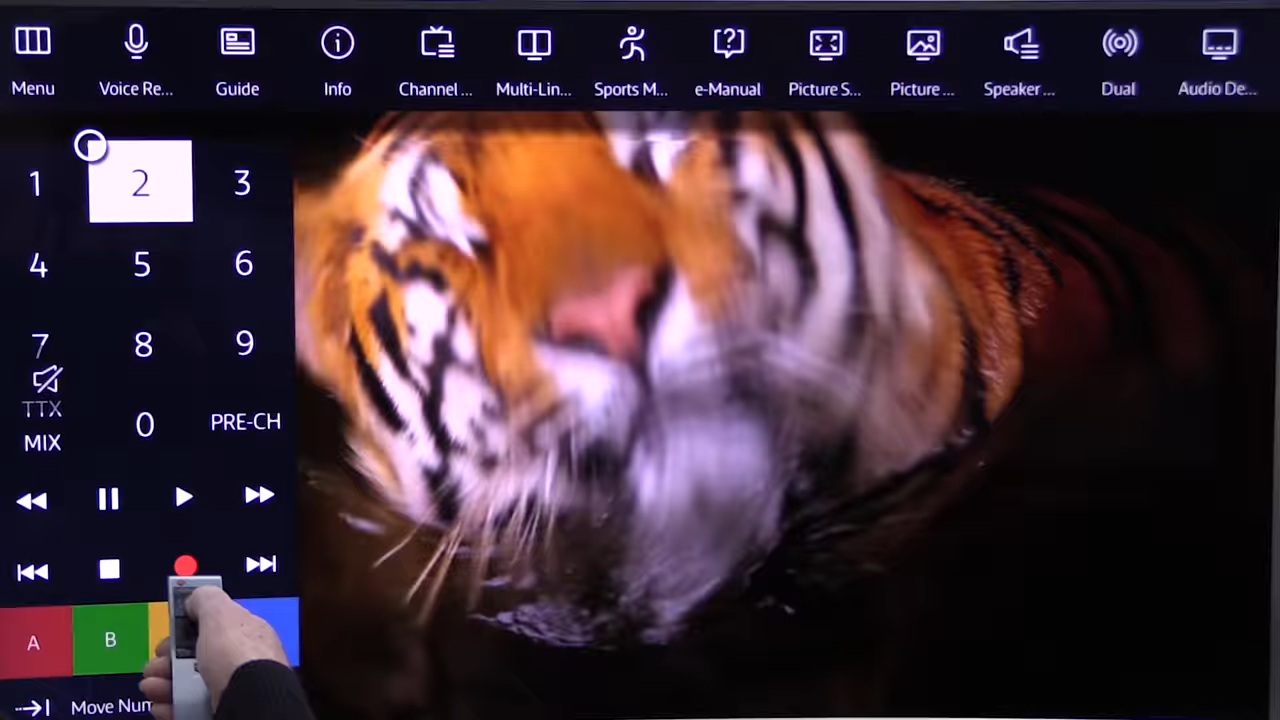 Menu Voice Re... Guide Info Channel ... Multi-Lin... Sports M... e-Manual Picture S... Picture ... Speaker ... Dual Audio De...
1 2 3
4 5 6
7 8 9
TTX
MIX 0 PRE-CH
A B
Move Num